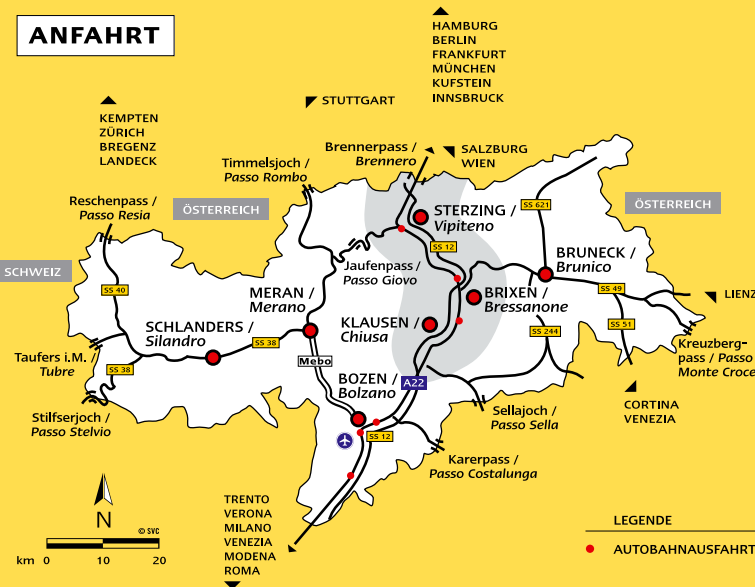 ANFAHRT
HAMBURG
BERLIN
FRANKFURT
MÜNCHEN
KUFSTEIN
INNSBRUCK
STUTTGART
KEMPTEN
ZÜRICH
BREGENZ
LANDECK
Brennerpass /
Brennero
SALZBURG
WIEN
Timmelsjoch /
Passo Rombo
Reschenpass /
Passo Resia
ÖSTERREICH
ÖSTERREICH
SS 621
STERZING /
Vipiteno
SS 12
SCHWEIZ
Jaufenpass /
Passo Giovo
BRUNECK /
Brunico
SS 40
MERAN /
Merano
BRIXEN /
Bressanone
SS 49
LIENZ
SCHLANDERS /
Silandro
KLAUSEN /
Chiusa
SS 51
SS 244
SS 38
Kreuzberg-
pass / Passo
Monte Croce
Taufers i.M. /
Tubre
SS 38
Mebo
BOZEN /
Bolzano
A22
Stilfserjoch /
Passo Stelvio
Sellajoch /
Passo Sella
CORTINA
VENEZIA
SS 12
Karerpass /
Passo Costalunga
TRENTO
VERONA
MILANO
VENEZIA
MODENA
ROMA
N
© SVC
km 0 10 20
LEGENDE
AUTOBAHNAUSFAHRT